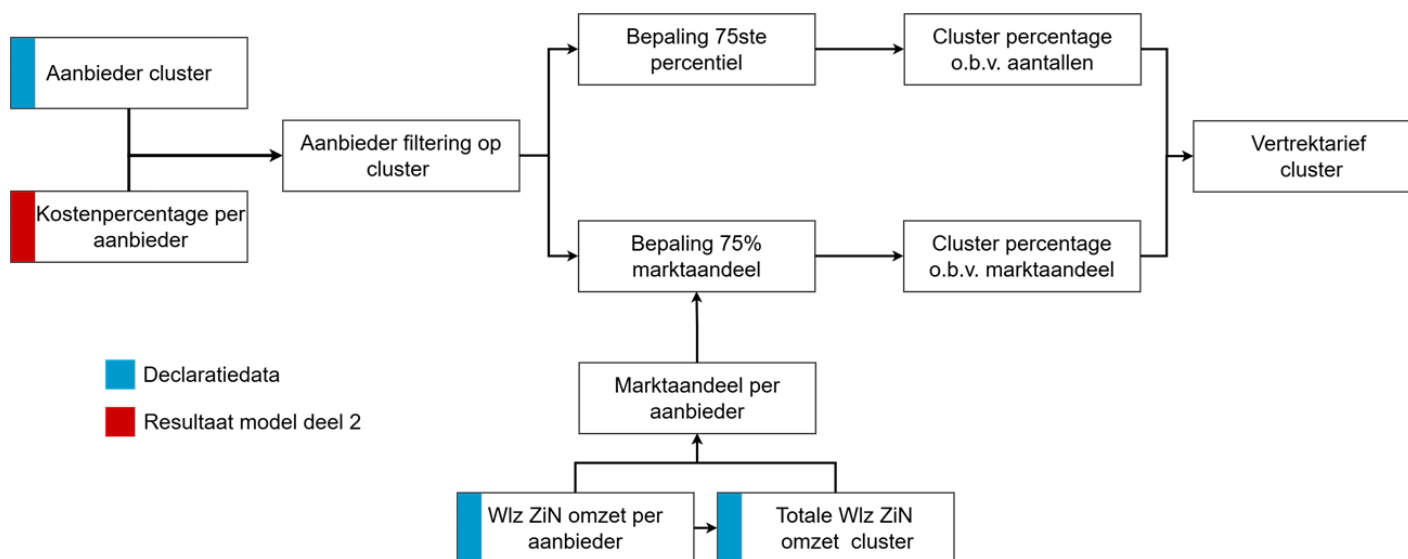 Aanbieder cluster
Kostenpercentage per
aanbieder
Aanbieder filtering op
cluster
Bepaling 75ste
percentiel
Cluster percentage
o.b.v. aantallen
Bepaling 75%
marktaandeel
Cluster percentage
o.b.v. marktaandeel
Vertrektarief
cluster
Marktaandeel per
aanbieder
Wlz ZiN omzet per
aanbieder
Totale Wlz ZiN
omzet cluster
Declaratiedata
Resultaat model deel 2